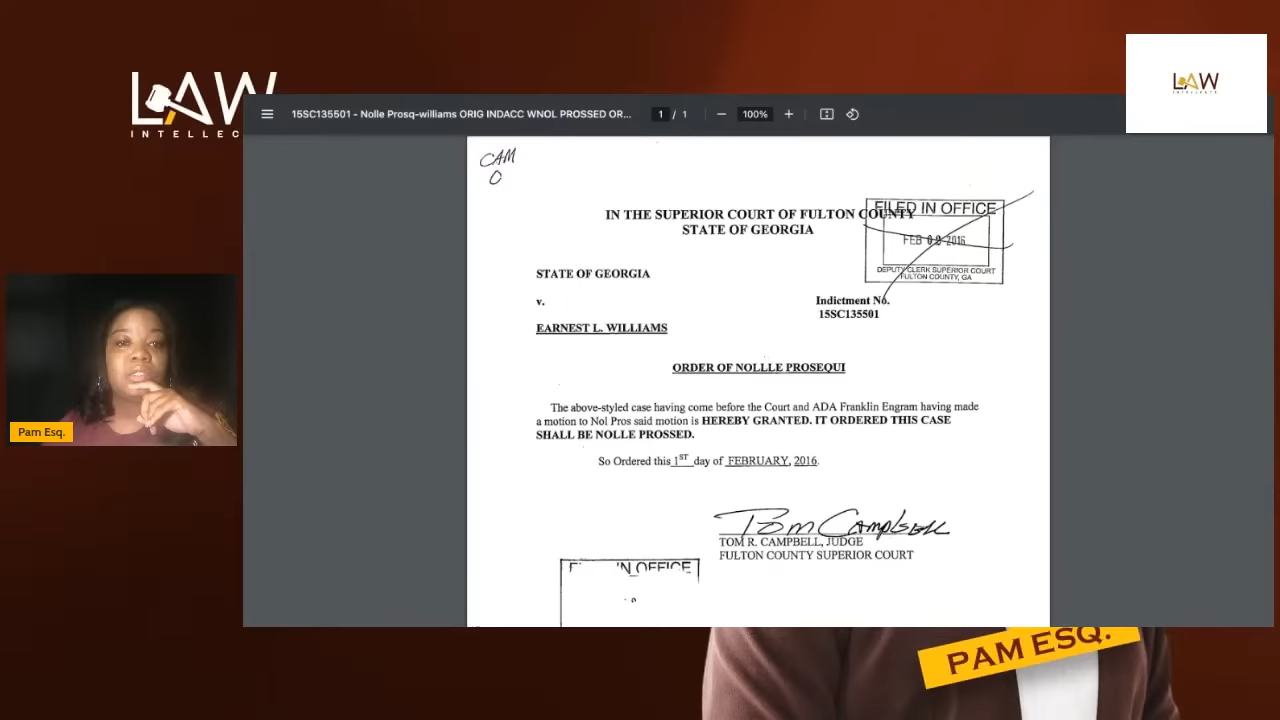 LAW
INTELLEC
LAW
INTELLECTS
15SC135501 - Nolle Prosq-williams ORIG INDACC WNOL PROSSED OR...
1 / 1
100%
CAM
O
IN THE SUPERIOR COURT OF FULTON COUNTY
STATE OF GEORGIA
FILED IN OFFICE
FEB 2016
DEPUTY CLERK SUPERIOR COURT
FULTON COUNTY, GA
STATE OF GEORGIA
v.
Indictment No.
15SC135501
EARNEST L. WILLIAMS
ORDER OF NOLLLE PROSEQUI
The above-styled case having come before the Court and ADA Franklin Engram having made
a motion to Nol Pros said motion is HEREBY GRANTED. IT ORDERED THIS CASE
SHALL BE NOLLE PROSSED.
So Ordered this 1ST day of FEBRUARY, 2016.
Tom Campbell
TOM R. CAMPBELL, JUDGE
FULTON COUNTY SUPERIOR COURT
'N OFFICE
Pam Esq.
PAM ESQ.